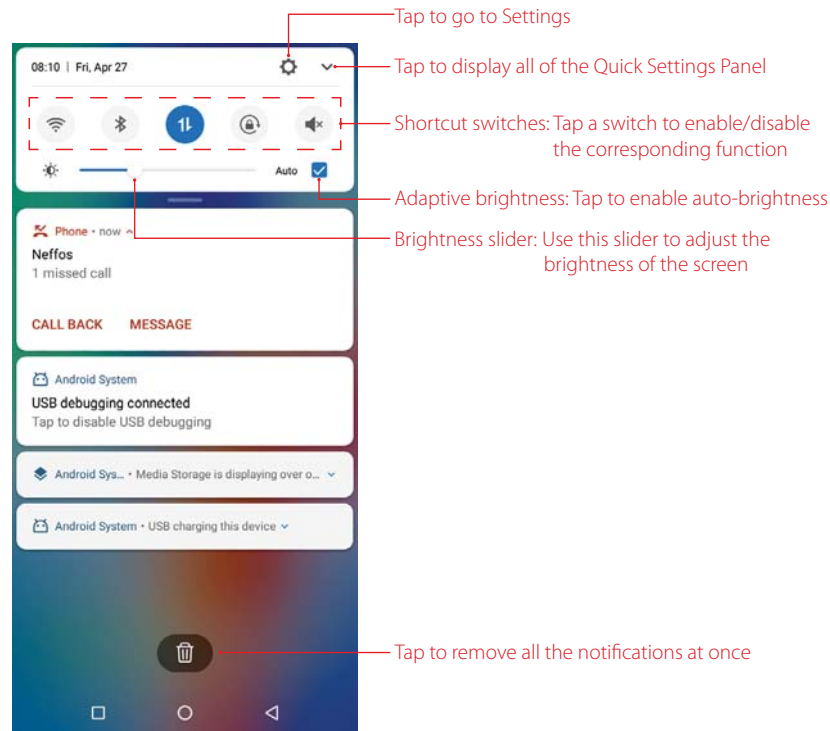 Tap to go to Settings
08:10 | Fri, Apr 27
Tap to display all of the Quick Settings Panel
Shortcut switches: Tap a switch to enable/disable
the corresponding function
Auto
Adaptive brightness: Tap to enable auto-brightness
Phone • now
Brightness slider: Use this slider to adjust the
brightness of the screen
Neffos
1 missed call
CALL BACK MESSAGE
Android System
USB debugging connected
Tap to disable USB debugging
Android Sys... • Media Storage is displaying over o...
Android System • USB charging this device
Tap to remove all the notifications at once